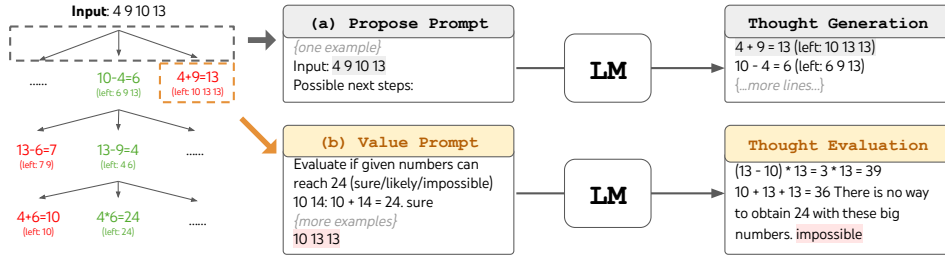 Input: 4 9 10 13
......
10-4=6
(left: 6 9 13)
4+9=13
(left: 10 13 13)
13-6=7
(left: 7 9)
13-9=4
(left: 4 6)
......
4+6=10
(left: 10)
4*6=24
(left: 24)
......
(a) Propose Prompt
{one example}
Input: 4 9 10 13
Possible next steps:
LM
Thought Generation
4 + 9 = 13 (left: 10 13 13)
10 - 4 = 6 (left: 6 9 13)
{...more lines...}
(b) Value Prompt
Evaluate if given numbers can
reach 24 (sure/likely/impossible)
10 14: 10 + 14 = 24. sure
{more examples}
10 13 13
LM
Thought Evaluation
(13 - 10) * 13 = 3 * 13 = 39
10 + 13 + 13 = 36 There is no way
to obtain 24 with these big
numbers. impossible